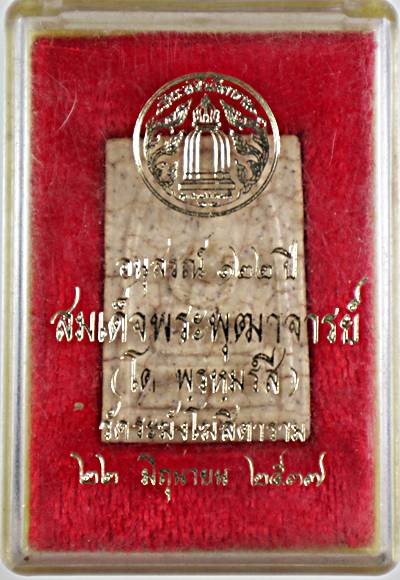 อนุสรณ์ ๑๒๒ ปี
สมเด็จพระพุฒาจารย์
(โต พฺรหฺมรํสี)
วัดระฆังโฆสิตาราม
๒๒ มิถุนายน ๒๕๓๗